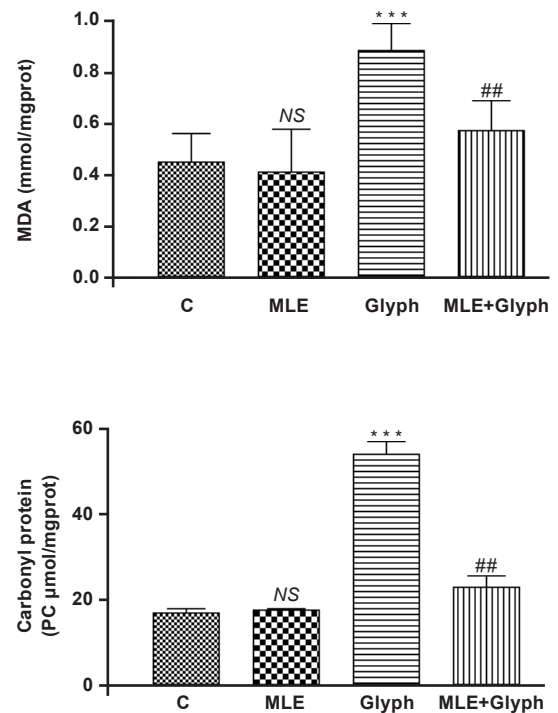 MDA (mmol/mgprot)
1.0
0.8
0.6
0.4
0.2
0.0
NS
***
##
C MLE Glyph MLE+Glyph
Carbonyl protein
(PC µmol/mgprot)
60
40
20
0
NS
***
##
C MLE Glyph MLE+Glyph